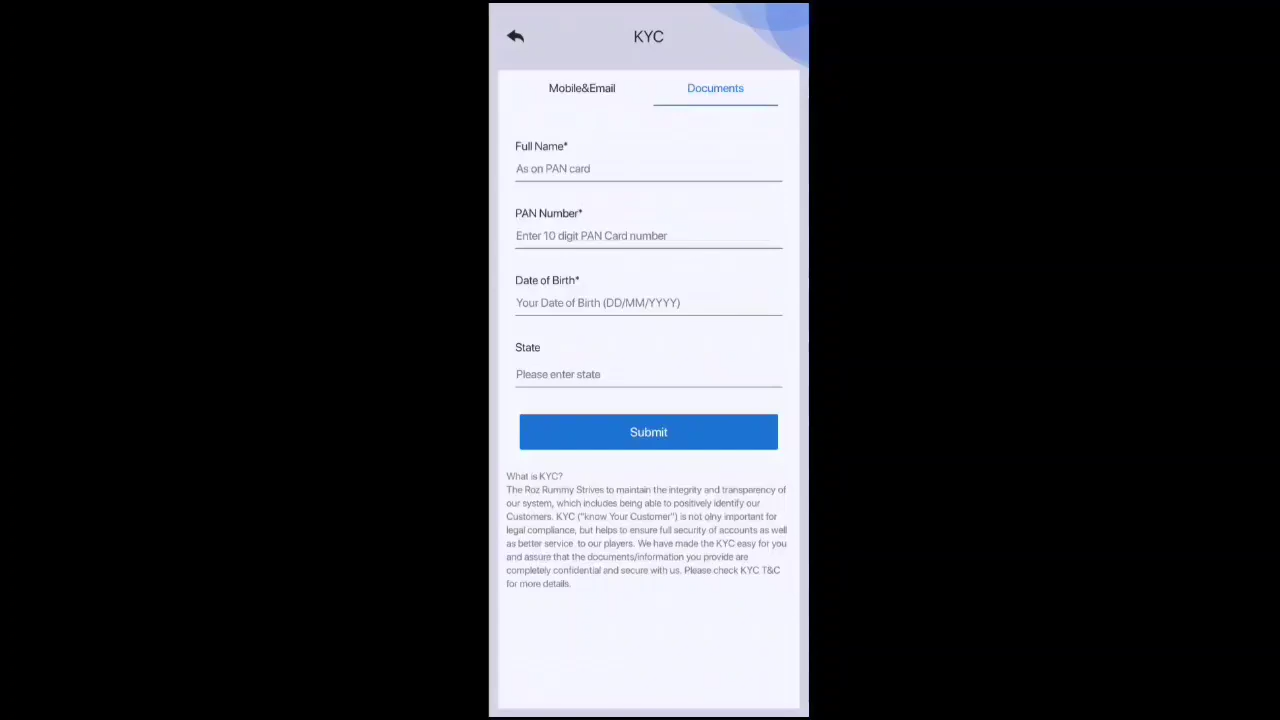 KYC
Mobile&Email
Documents
Full Name*
As on PAN card
PAN Number*
Enter 10 digit PAN Card number
Date of Birth*
Your Date of Birth (DD/MM/YYYY)
State
Please enter state
Submit
What is KYC?
The Roz Rummy Strives to maintain the integrity and transparency of
our system, which includes being able to positively identify our
Customers. KYC ("know Your Customer") is not olny important for
legal compliance, but helps to ensure full security of accounts as well
as better service to our players. We have made the KYC easy for you
and assure that the documents/information you provide are
completely confidential and secure with us. Please check KYC T&C
for more details.